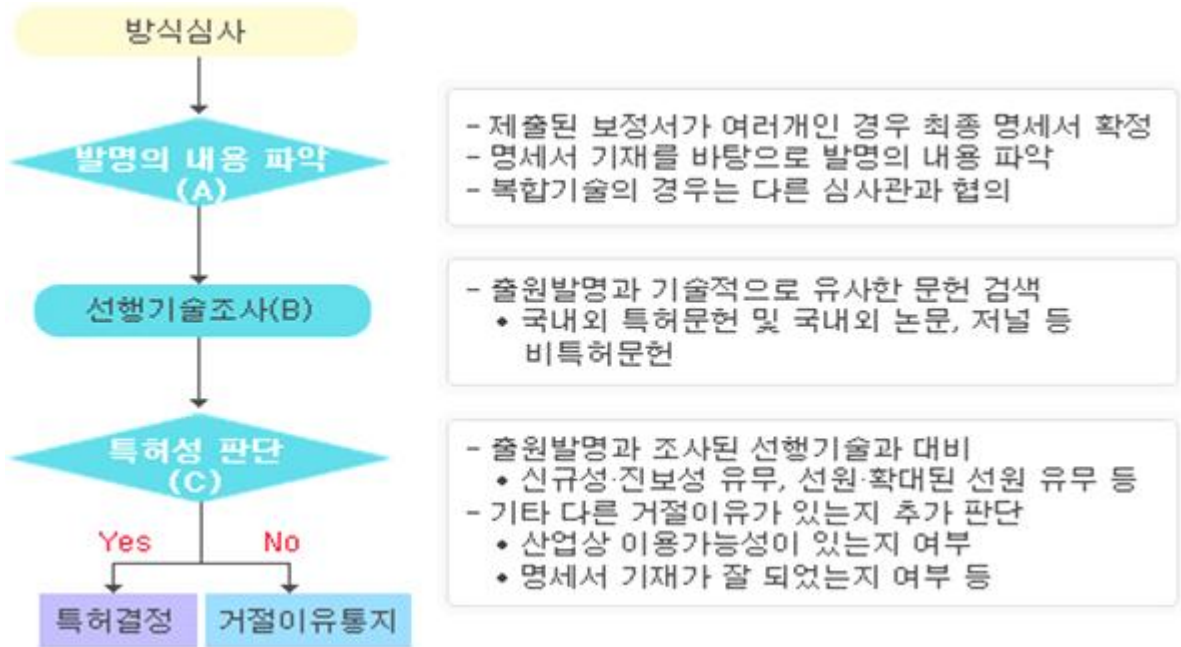 방식심사
발명의 내용 파악
(A)
- 제출된 보정서가 여러개인 경우 최종 명세서 확정
- 명세서 기재를 바탕으로 발명의 내용 파악
- 복합기술의 경우는 다른 심사관과 협의
선행기술조사(B)
- 출원발명과 기술적으로 유사한 문헌 검색
• 국내외 특허문헌 및 국내외 논문, 저널 등
비특허문헌
특허성 판단
(C)
- 출원발명과 조사된 선행기술과 대비
• 신규성·진보성 유무, 선원·확대된 선원 유무 등
- 기타 다른 거절이유가 있는지 추가 판단
• 산업상 이용가능성이 있는지 여부
• 명세서 기재가 잘 되었는지 여부 등
Yes
No
특허결정
거절이유통지